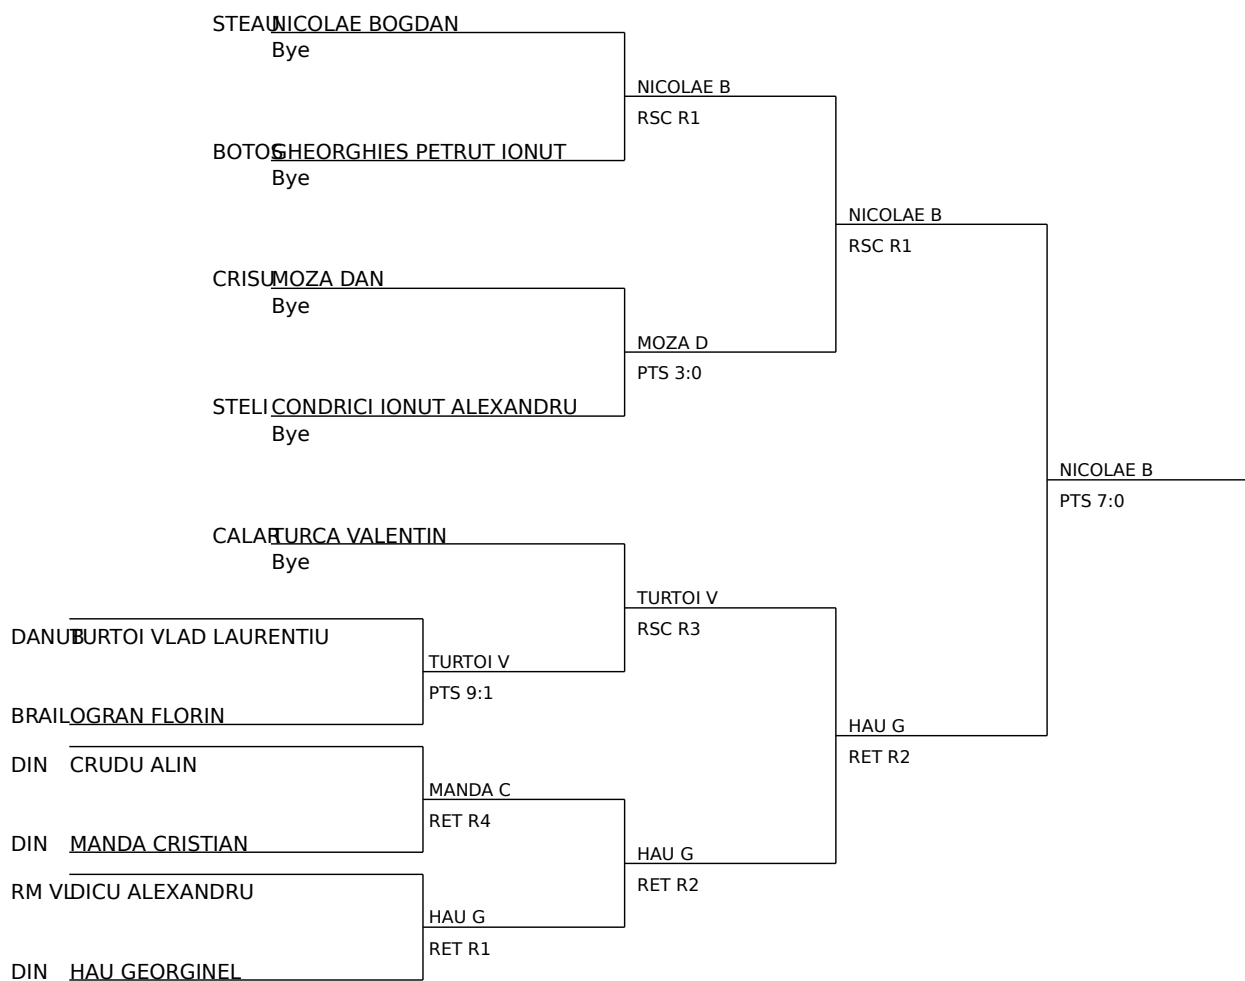 STEAU NICOLAE BOGDAN
Bye
NICOLAE B
RSC R1
BOTOS GHEORGHIES PETRUT IONUT
Bye
NICOLAE B
RSC R1
CRISU MOZA DAN
Bye
MOZA D
PTS 3:0
STELI CONDRICI IONUT ALEXANDRU
Bye
NICOLAE B
PTS 7:0
CALAR TURCA VALENTIN
Bye
TURTOI V
RSC R3
DANUB TURTOI VLAD LAURENTIU
TURTOI V
PTS 9:1
BRAIL OGRAN FLORIN
HAU G
RET R2
DIN CRUDU ALIN
MANDA C
RET R4
DIN MANDA CRISTIAN
HAU G
RET R2
RM VL DICU ALEXANDRU
HAU G
RET R1
DIN HAU GEORGINEL